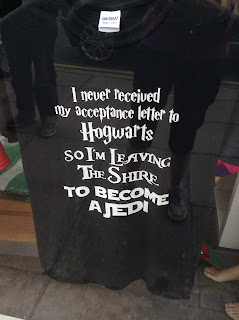 I never received
my acceptance letter to
Hogwarts
SO I'M LEAVING
THE SHIRE
TO BECOME
A JEDI